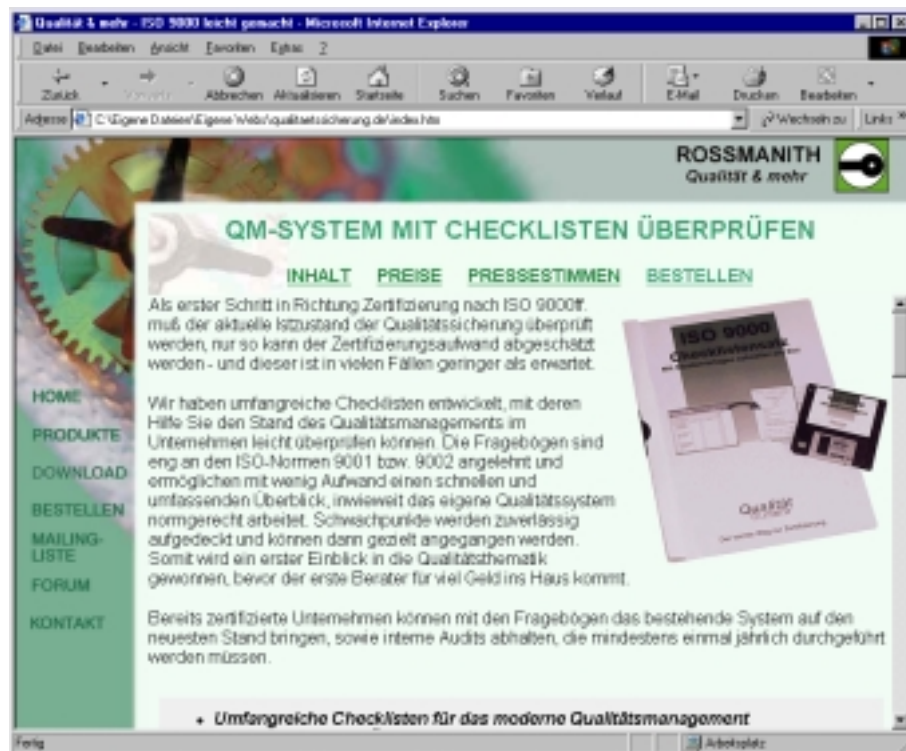 Qualität & mehr - ISO 9000 leicht gemacht - Microsoft Internet Explorer
Datei Bearbeiten Ansicht Favoriten Extras ?
Zurück Vorwärts Abbrechen Aktualisieren Startseite Suchen Favoriten Verlauf E-Mail Drucken Bearbeiten
Adresse C:\Eigene Dateien\Eigene Webs\qualitaetssicherung.de\index.htm Wechseln zu Links »
ROSSMANITH
Qualität & mehr
QM-SYSTEM MIT CHECKLISTEN ÜBERPRÜFEN
INHALT PREISE PRESSESTIMMEN BESTELLEN
HOME
PRODUKTE
DOWNLOAD
BESTELLEN
MAILING-
LISTE
FORUM
KONTAKT
Als erster Schritt in Richtung Zertifizierung nach ISO 9000ff.
muß der aktuelle Istzustand der Qualitätssicherung überprüft
werden, nur so kann der Zertifizierungsaufwand abgeschätzt
werden - und dieser ist in vielen Fällen geringer als erwartet.
Wir haben umfangreiche Checklisten entwickelt, mit deren
Hilfe Sie den Stand des Qualitätsmanagements im
Unternehmen leicht überprüfen können. Die Fragebögen sind
eng an den ISO-Normen 9001 bzw. 9002 angelehnt und
ermöglichen mit wenig Aufwand einen schnellen und
umfassenden Überblick, inwieweit das eigene Qualitätssystem
normgerecht arbeitet. Schwachpunkte werden zuverlässig
aufgedeckt und können dann gezielt angegangen werden.
Somit wird ein erster Einblick in die Qualitätsthematik
gewonnen, bevor der erste Berater für viel Geld ins Haus kommt.
ISO 9000
Checklistensatz
Qualität
Bereits zertifizierte Unternehmen können mit den Fragebögen das bestehende System auf den
neuesten Stand bringen, sowie interne Audits abhalten, die mindestens einmal jährlich durchgeführt
werden müssen.
• Umfangreiche Checklisten für das moderne Qualitätsmanagement
Fertig Arbeitsplatz